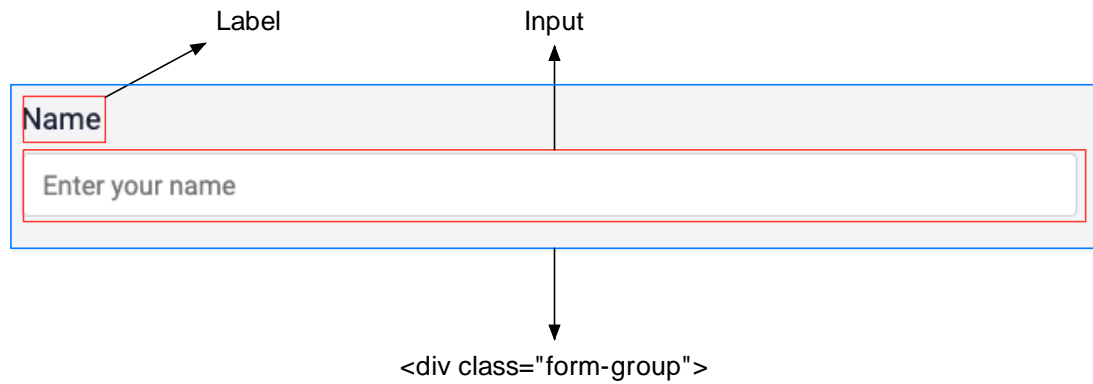 Label
Input
Name
Enter your name
<div class="form-group">